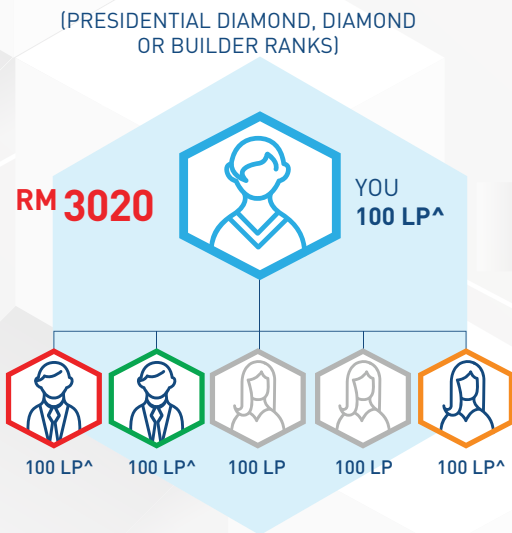 (PRESIDENTIAL DIAMOND, DIAMOND
OR BUILDER RANKS)
RM 3020
YOU
100 LP^
100 LP^
100 LP^
100 LP
100 LP
100 LP^